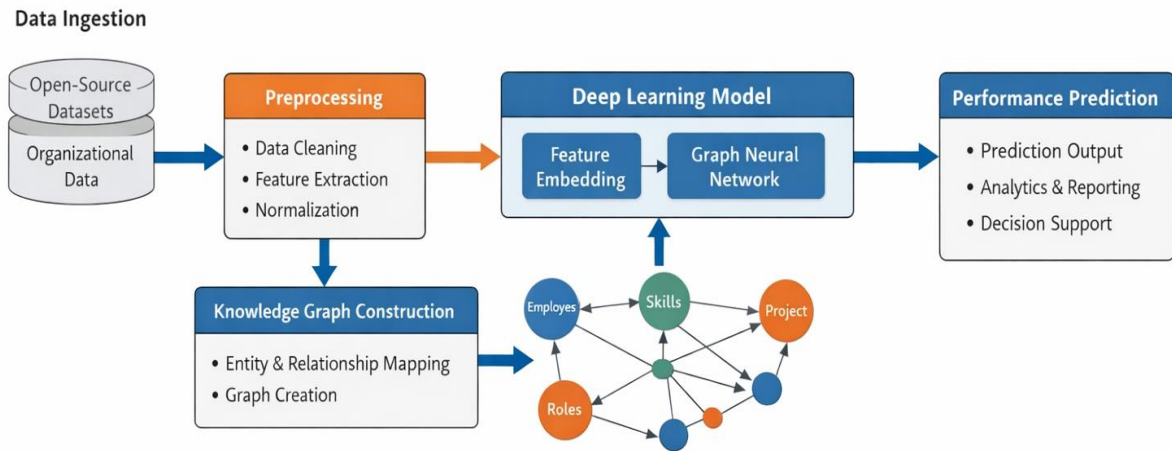 Data Ingestion
Open-Source
Datasets
Organizational
Data
Preprocessing
• Data Cleaning
• Feature Extraction
• Normalization
Deep Learning Model
Feature
Embedding
Graph Neural
Network
Performance Prediction
• Prediction Output
• Analytics & Reporting
• Decision Support
Knowledge Graph Construction
• Entity & Relationship Mapping
• Graph Creation
Employes
Skills
Project
Roles